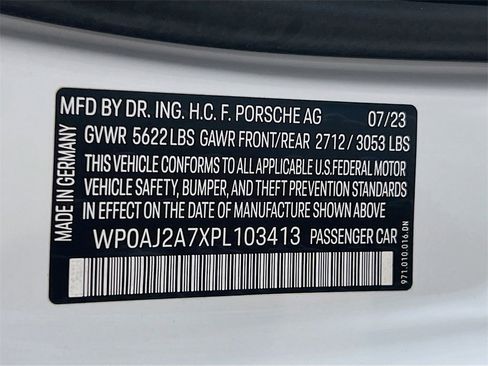 MFD BY DR. ING. H.C. F. PORSCHE AG 07/23
GVWR 5622 LBS GAWR FRONT/REAR 2712 / 3053 LBS
THIS VEHICLE CONFORMS TO ALL APPLICABLE U.S.FEDERAL MOTOR
VEHICLE SAFETY, BUMPER, AND THEFT PREVENTION STANDARDS
IN EFFECT ON THE DATE OF MANUFACTURE SHOWN ABOVE
WP0AJ2A7XPL103413 PASSENGER CAR
MADE IN GERMANY
971.010.016.DN